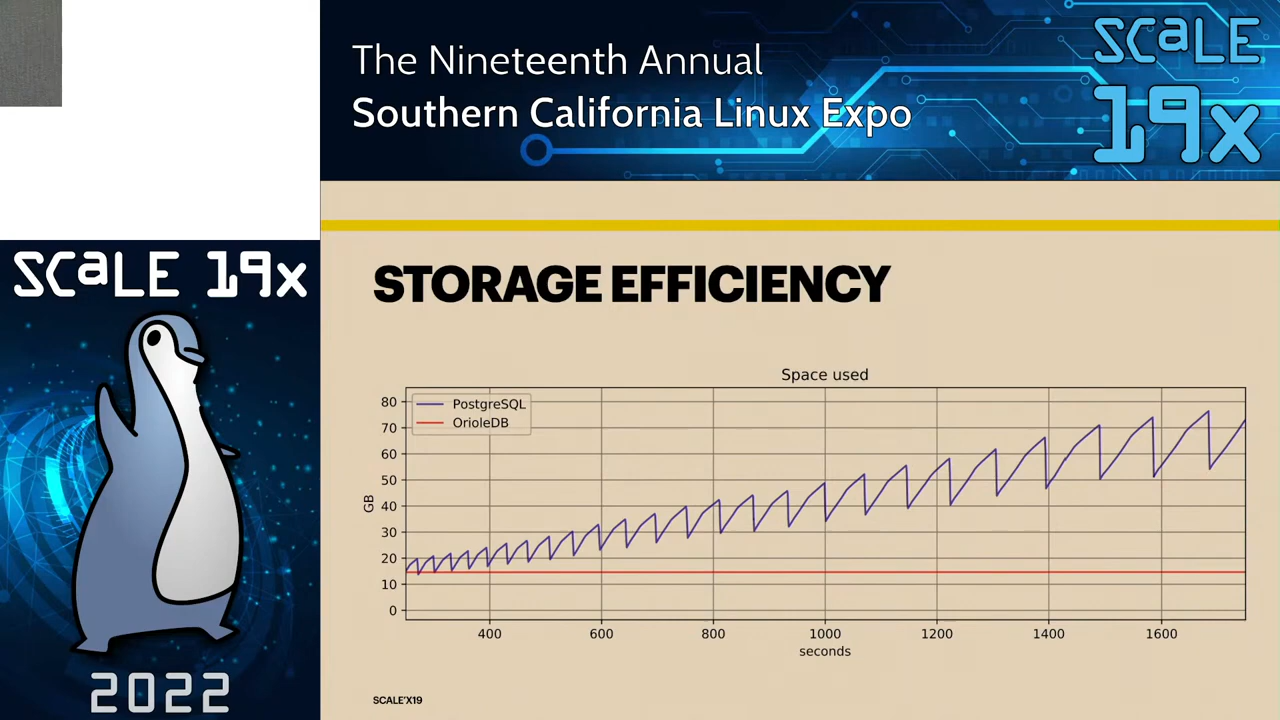 The Nineteenth Annual
Southern California Linux Expo
SCaLE
19x
SCaLE 19x
2022
STORAGE EFFICIENCY
Space used
PostgreSQL
OrioleDB
GB
80
70
60
50
40
30
20
10
0
400 600 800 1000 1200 1400 1600
seconds
SCALE'X19